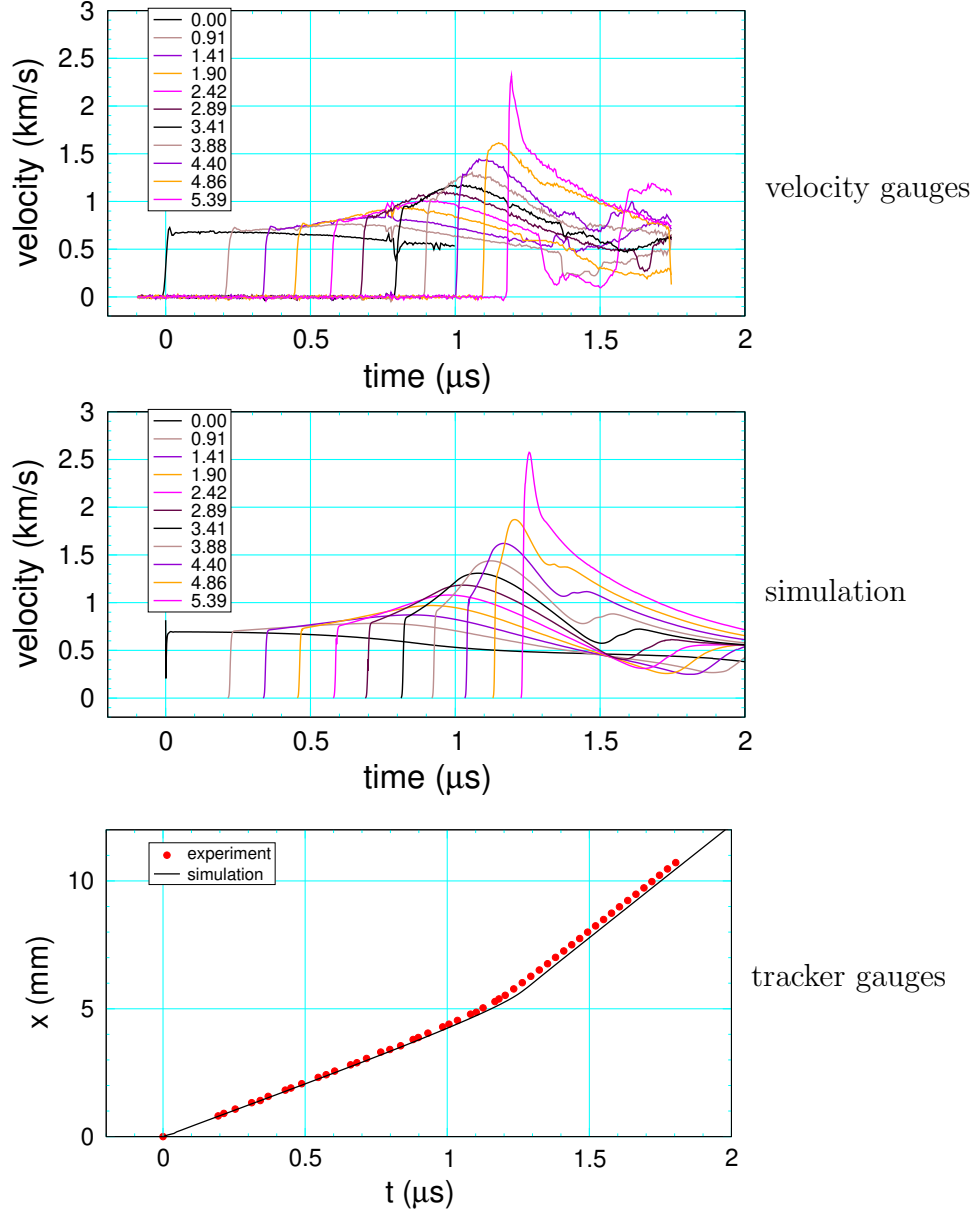 3
2.5
2
1.5
1
0.5
0
velocity (km/s)
0.00
0.91
1.41
1.90
2.42
2.89
3.41
3.88
4.40
4.86
5.39
0 0.5 1 1.5 2
time (μs)
velocity gauges
3
2.5
2
1.5
1
0.5
0
velocity (km/s)
0.00
0.91
1.41
1.90
2.42
2.89
3.41
3.88
4.40
4.86
5.39
0 0.5 1 1.5 2
time (μs)
simulation
10
5
0
x (mm)
experiment
simulation
0 0.5 1 1.5 2
t (μs)
tracker gauges